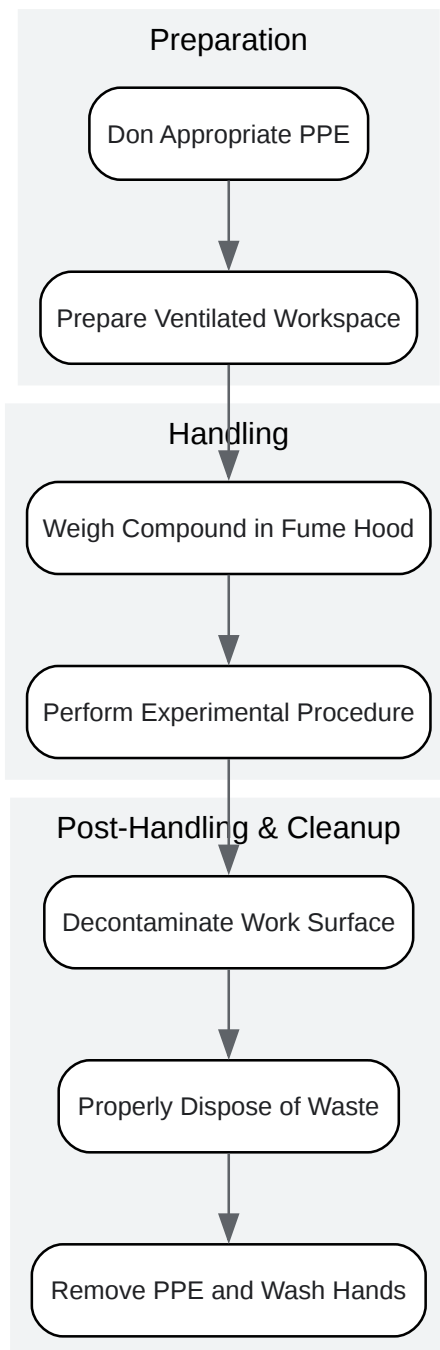 Preparation
Don Appropriate PPE
Prepare Ventilated Workspace
Handling
Weigh Compound in Fume Hood
Perform Experimental Procedure
Post-Handling & Cleanup
Decontaminate Work Surface
Properly Dispose of Waste
Remove PPE and Wash Hands